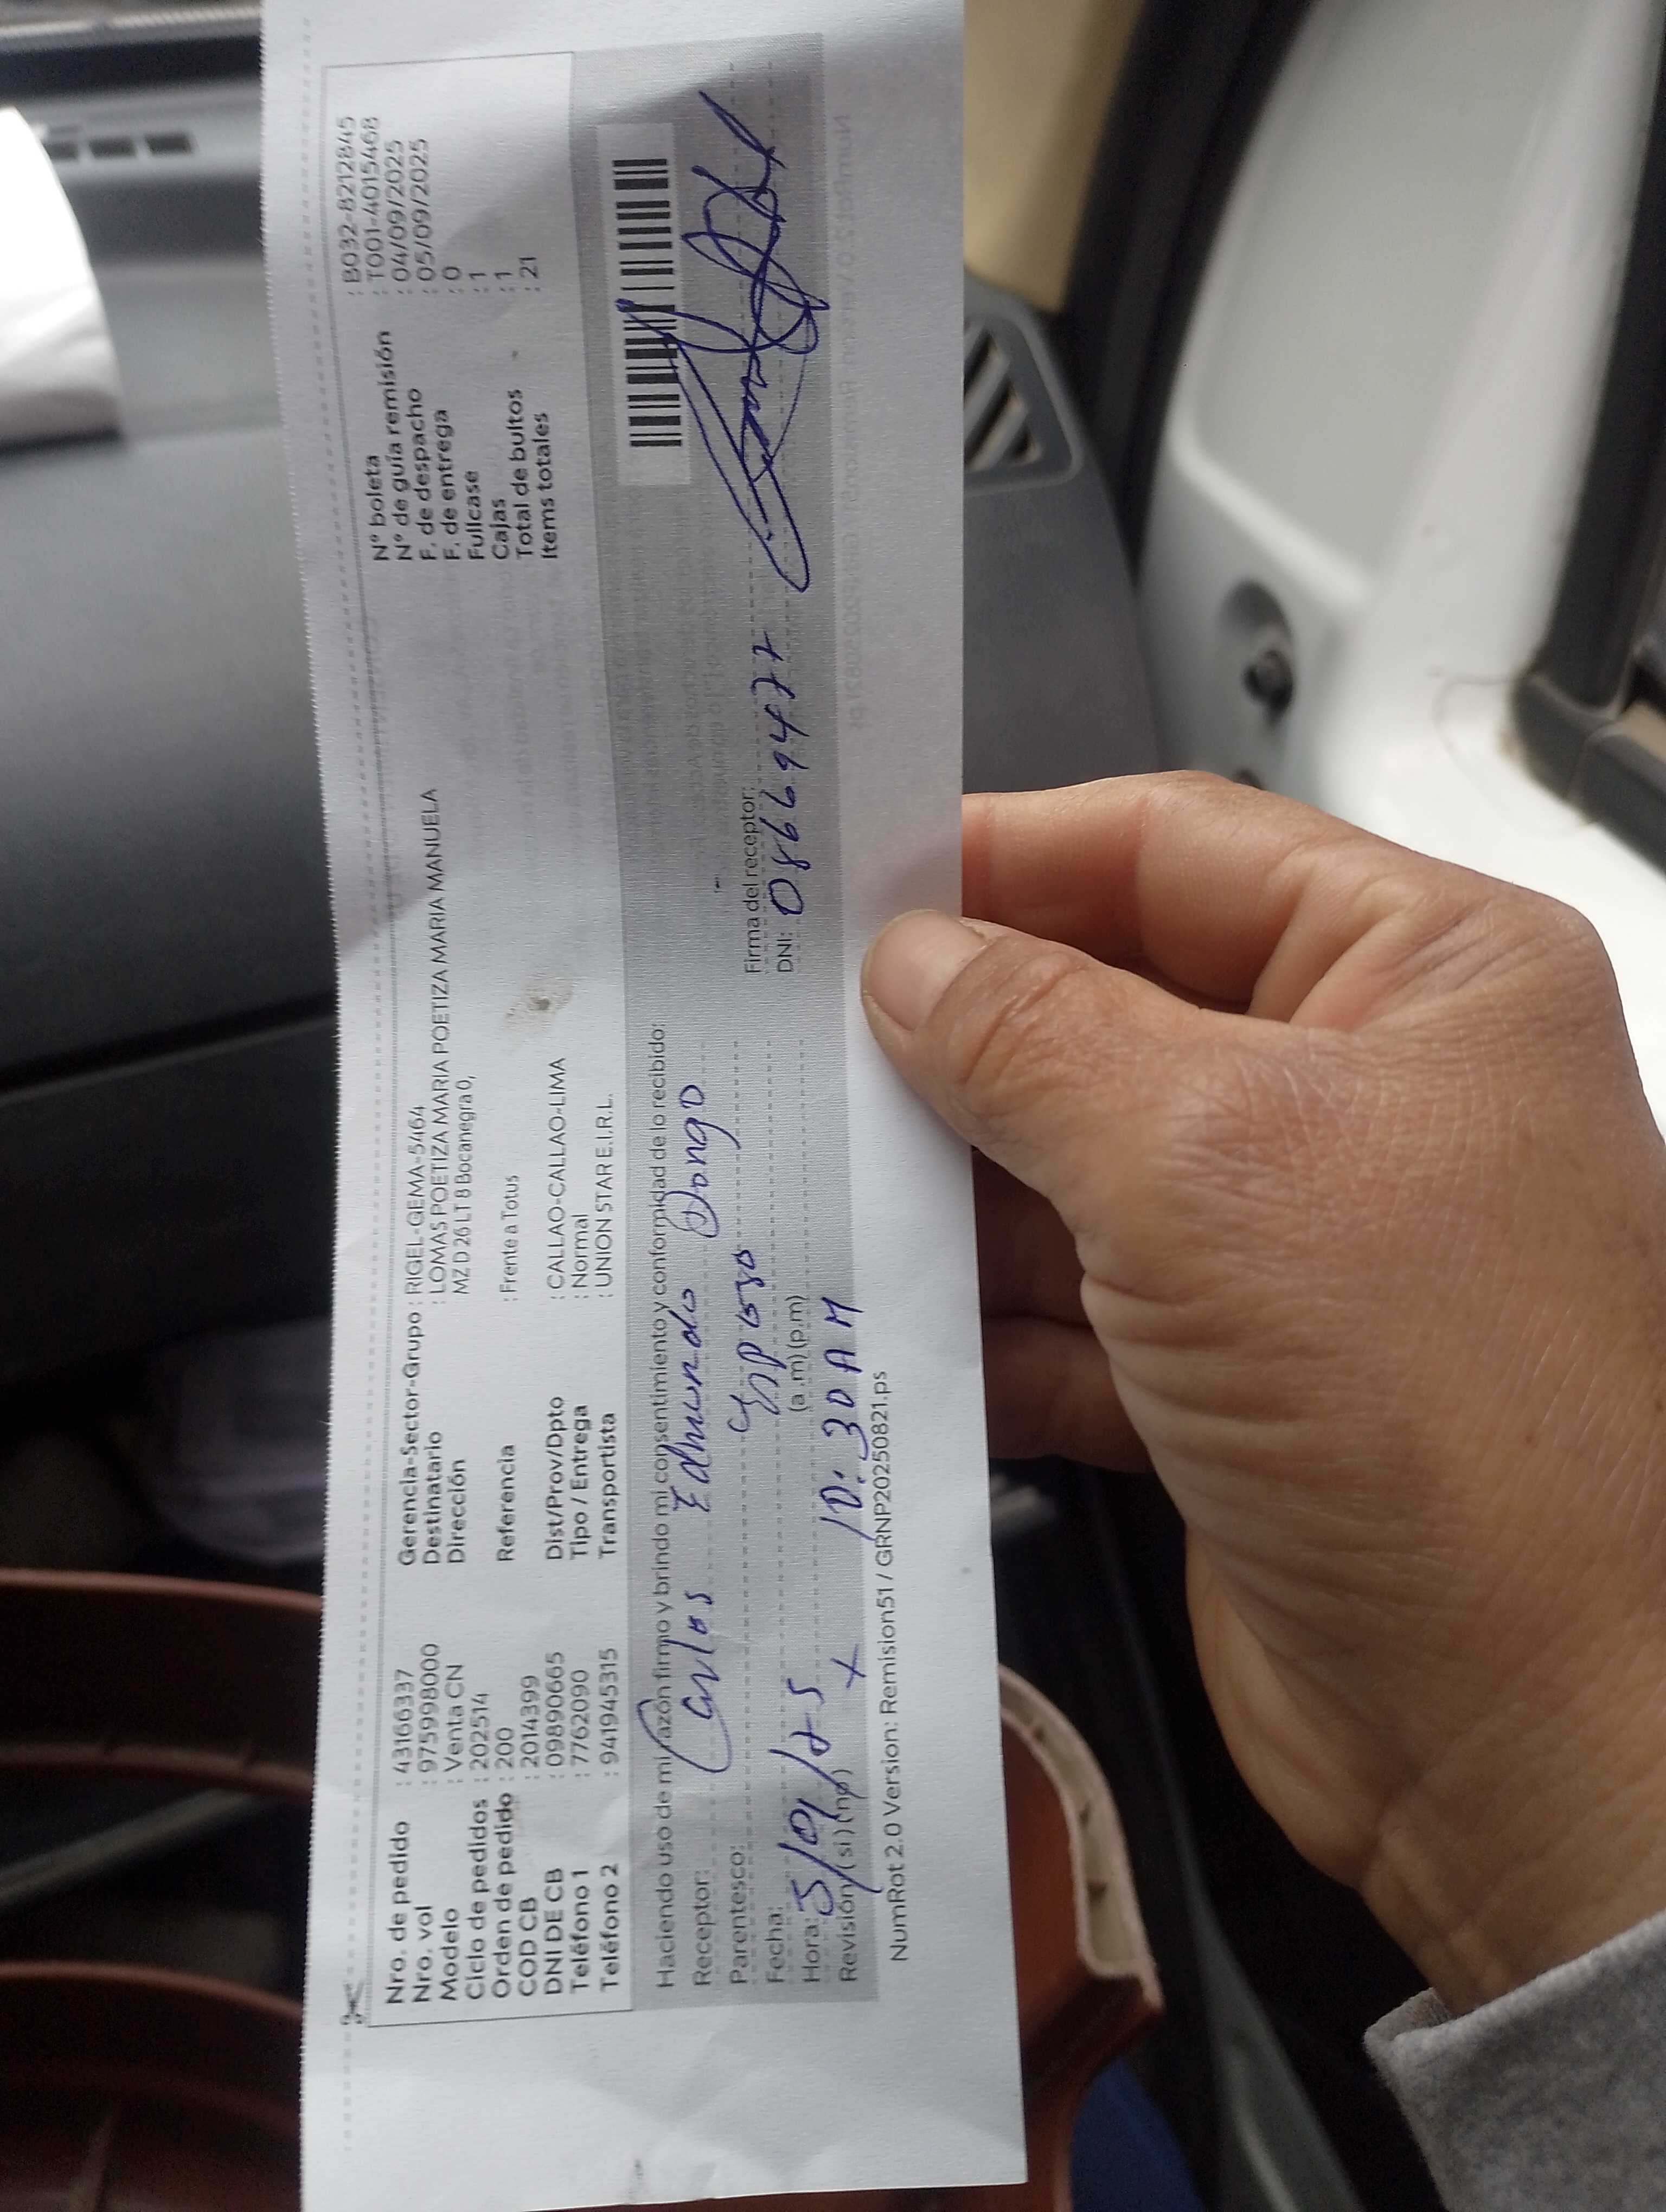 Nro. de pedido : 43166337
Nro. vol : 975998000
Modelo : Venta CN
Ciclo de pedidos : 202514
Orden de pedido : 200
COD CB : 2014399
DNI DE CB : 09890665
Teléfono 1 : 7762090
Teléfono 2 : 941945315
Gerencia-Sector-Grupo : RIGEL-GEMA-5464
Destinatario : LOMAS POETIZA MARIA POETIZA MARIA MANUELA
Dirección MZ D 26 LT 8 Bocanegra 0,
Referencia : Frente a Totus
Dist/Prov/Dpto : CALLAO-CALLAO-LIMA
Tipo / Entrega : Normal
Transportista : UNION STAR E.I.R.L.
N° boleta : B032-8212845
N° de guía remisión : T001-4015468
F. de despacho : 04/09/2025
F. de entrega : 05/09/2025
Fullcase : 0
Cajas : 1
Total de bultos : 1
Items totales : 21
Haciendo uso de mi razón firmo y brindo mi consentimiento y conformidad de lo recibido:
Receptor: Carlos Edmundo Dongo
Parentesco: Esposo
Fecha: 5/09/25
Hora: 10:30 AM (a.m) (p.m)
Revisión (si) (no) X
Firma del receptor:
DNI: 08669477
NumRot 2.0 Version: Remision51 / GRNP20250821.ps